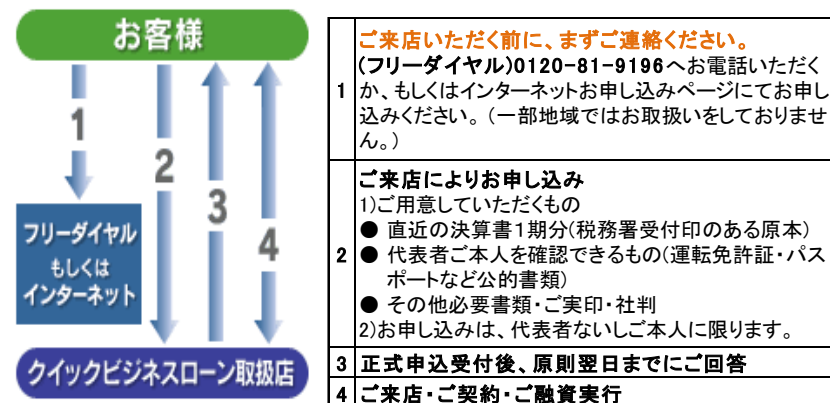 お客様
1
2
3
4
フリーダイヤル
もしくは
インターネット
クイックビジネスローン取扱店
1
ご来店いただく前に、まずご連絡ください。
(フリーダイヤル)0120-81-9196へお電話いただく
か、もしくはインターネットお申し込みページにてお申し
込みください。（一部地域ではお取扱いをしておりませ
ん。）
2
ご来店によりお申し込み
1)ご用意していただくもの
● 直近の決算書1期分(税務署受付印のある原本)
● 代表者ご本人を確認できるもの(運転免許証・パス
ポートなど公的書類)
● その他必要書類・ご実印・社判
2)お申し込みは、代表者ないしご本人に限ります。
3 正式申込受付後、原則翌日までにご回答
4 ご来店・ご契約・ご融資実行